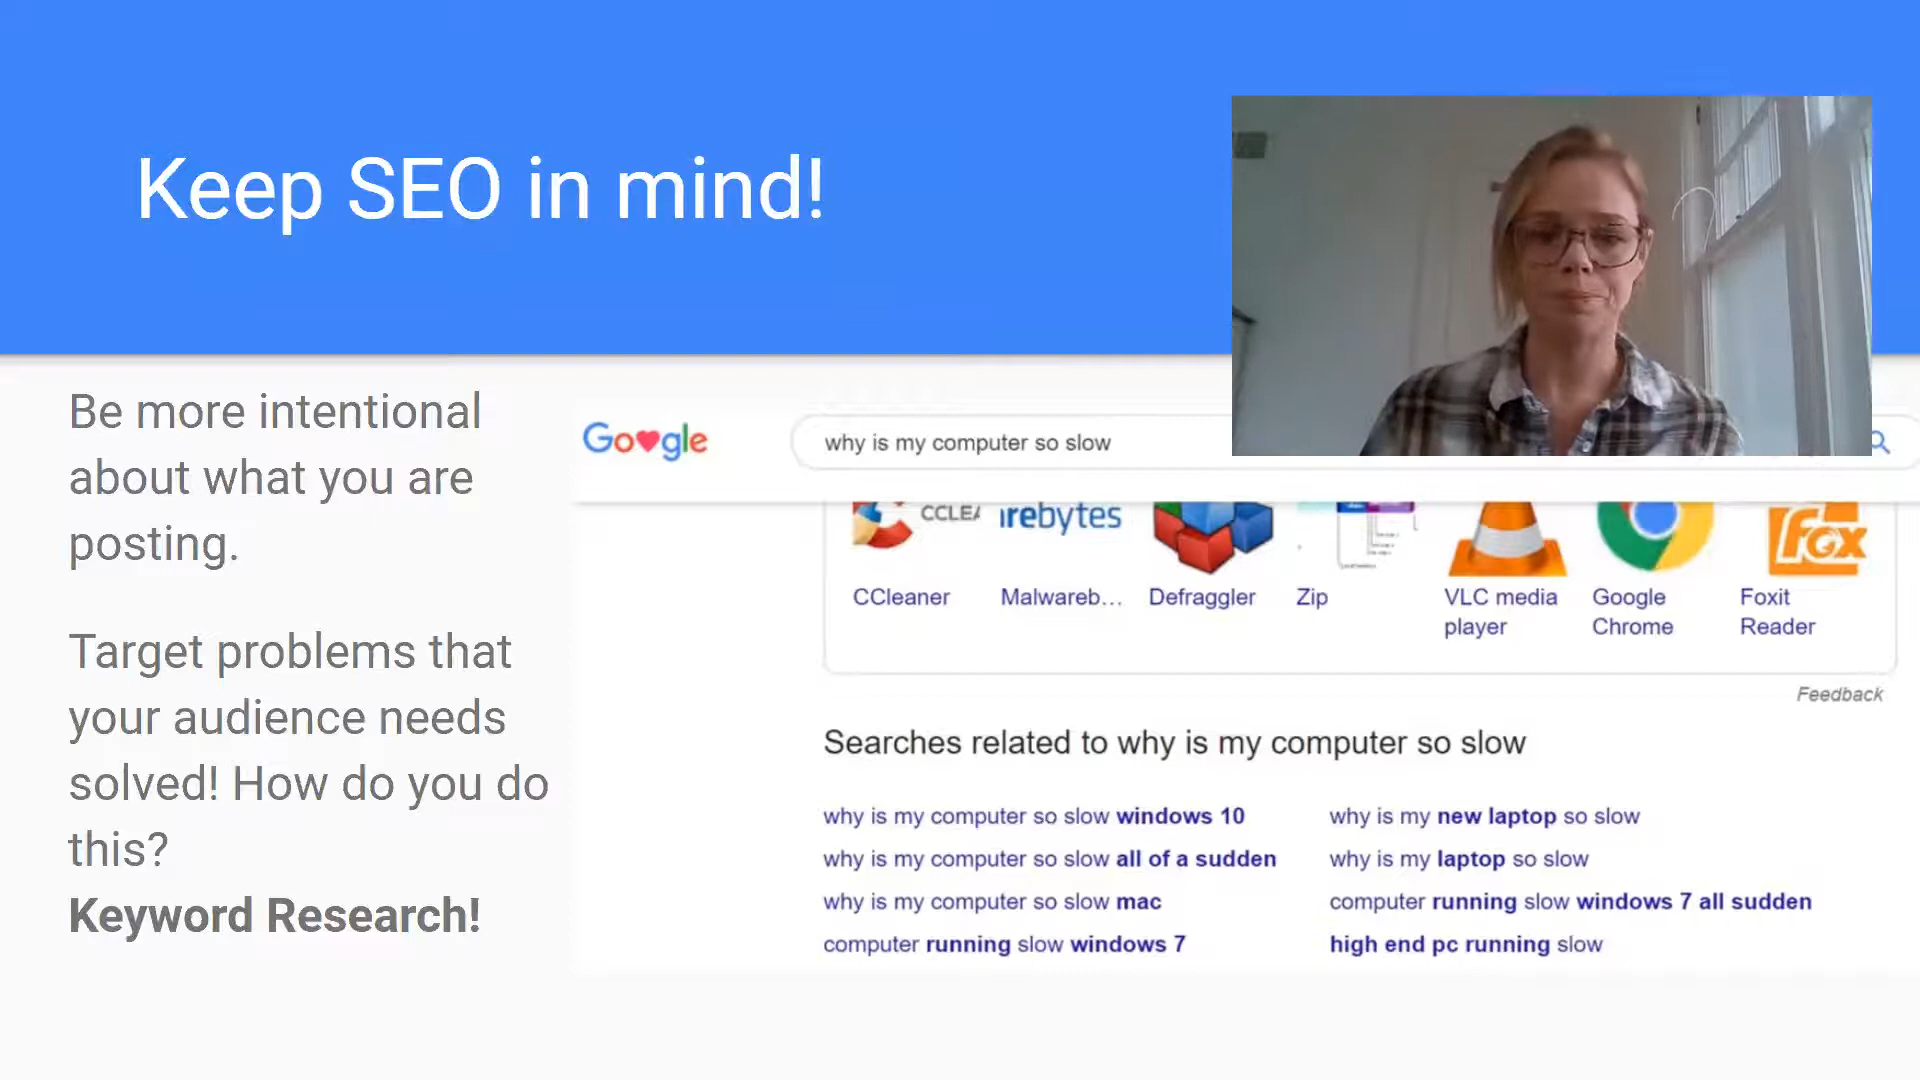 Keep SEO in mind!
Be more intentional
about what you are
posting.
Target problems that
your audience needs
solved! How do you do
this?
Keyword Research!
Go♥gle
why is my computer so slow
CCLEA
irebytes
CCleaner
Malwareb...
Defraggler
Zip
VLC media
player
Google
Chrome
Foxit
Reader
Feedback
Searches related to why is my computer so slow
why is my computer so slow windows 10
why is my computer so slow all of a sudden
why is my computer so slow mac
computer running slow windows 7
why is my new laptop so slow
why is my laptop so slow
computer running slow windows 7 all sudden
high end pc running slow